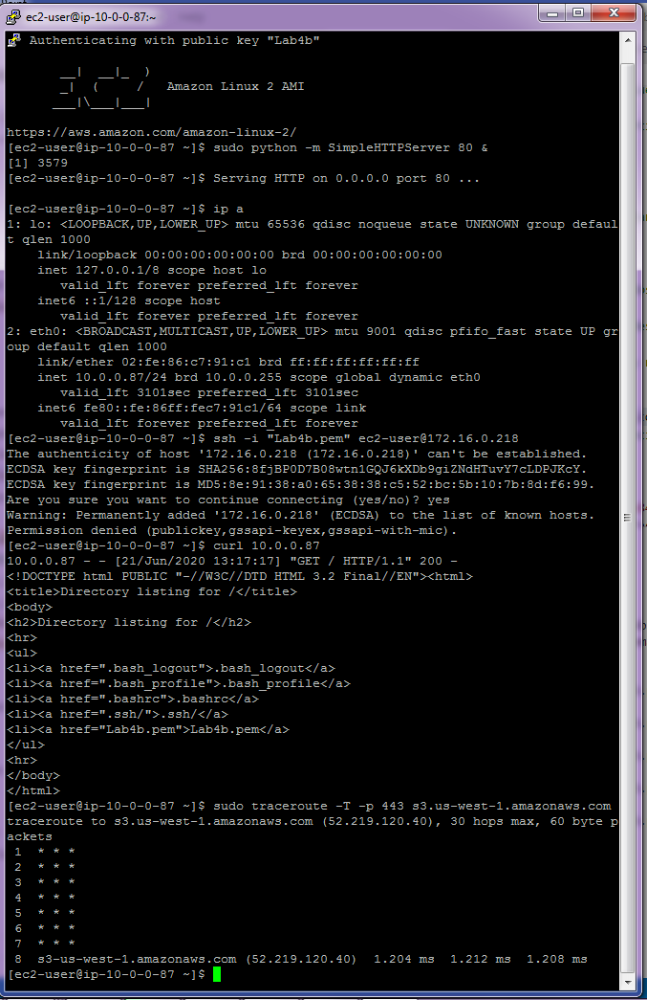 ec2-user@ip-10-0-0-87:~
Authenticating with public key "Lab4b"
__|  __|_  )
_|  (     /   Amazon Linux 2 AMI
___|\___|___|
https://aws.amazon.com/amazon-linux-2/
[ec2-user@ip-10-0-0-87 ~]$ sudo python -m SimpleHTTPServer 80 &
[1] 3579
[ec2-user@ip-10-0-0-87 ~]$ Serving HTTP on 0.0.0.0 port 80 ...
[ec2-user@ip-10-0-0-87 ~]$ ip a
1: lo: <LOOPBACK,UP,LOWER_UP> mtu 65536 qdisc noqueue state UNKNOWN group defaul
t qlen 1000
link/loopback 00:00:00:00:00:00 brd 00:00:00:00:00:00
inet 127.0.0.1/8 scope host lo
valid_lft forever preferred_lft forever
inet6 ::1/128 scope host
valid_lft forever preferred_lft forever
2: eth0: <BROADCAST,MULTICAST,UP,LOWER_UP> mtu 9001 qdisc pfifo_fast state UP gr
oup default qlen 1000
link/ether 02:fe:86:c7:91:c1 brd ff:ff:ff:ff:ff:ff
inet 10.0.0.87/24 brd 10.0.0.255 scope global dynamic eth0
valid_lft 3101sec preferred_lft 3101sec
inet6 fe80::fe:86ff:fec7:91c1/64 scope link
valid_lft forever preferred_lft forever
[ec2-user@ip-10-0-0-87 ~]$ ssh -i "Lab4b.pem" ec2-user@172.16.0.218
The authenticity of host '172.16.0.218 (172.16.0.218)' can't be established.
ECDSA key fingerprint is SHA256:8fjBP0D7B08wtn1GQJ6kXDb9giZNdHTuvY7cLDPJKcY.
ECDSA key fingerprint is MD5:8e:91:38:a0:65:38:38:c5:52:bc:5b:10:7b:8d:f6:99.
Are you sure you want to continue connecting (yes/no)? yes
Warning: Permanently added '172.16.0.218' (ECDSA) to the list of known hosts.
Permission denied (publickey,gssapi-keyex,gssapi-with-mic).
[ec2-user@ip-10-0-0-87 ~]$ curl 10.0.0.87
10.0.0.87 - - [21/Jun/2020 13:17:17] "GET / HTTP/1.1" 200 -
<!DOCTYPE html PUBLIC "-//W3C//DTD HTML 3.2 Final//EN"><html>
<title>Directory listing for /</title>
<body>
<h2>Directory listing for /</h2>
<hr>
<ul>
<li><a href=".bash_logout">.bash_logout</a>
<li><a href=".bash_profile">.bash_profile</a>
<li><a href=".bashrc">.bashrc</a>
<li><a href=".ssh/">.ssh/</a>
<li><a href="Lab4b.pem">Lab4b.pem</a>
</ul>
<hr>
</body>
</html>
[ec2-user@ip-10-0-0-87 ~]$ sudo traceroute -T -p 443 s3.us-west-1.amazonaws.com
traceroute to s3.us-west-1.amazonaws.com (52.219.120.40), 30 hops max, 60 byte p
ackets
1  * * *
2  * * *
3  * * *
4  * * *
5  * * *
6  * * *
7  * * *
8  s3-us-west-1.amazonaws.com (52.219.120.40)  1.204 ms  1.212 ms  1.208 ms
[ec2-user@ip-10-0-0-87 ~]$